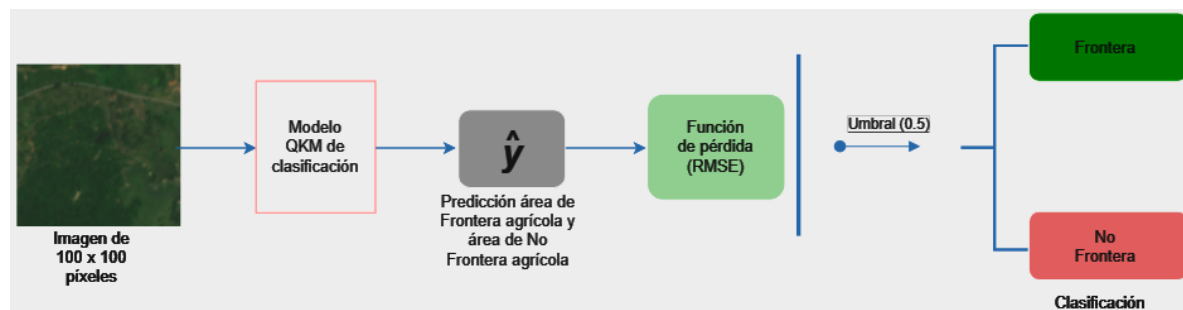 Imagen de
100 x 100
píxeles
Modelo
QKM de
clasificación
ŷ
Predicción área de
Frontera agrícola y
área de No
Frontera agrícola
Función
de pérdida
(RMSE)
Umbral (0.5)
Frontera
No
Frontera
Clasificación